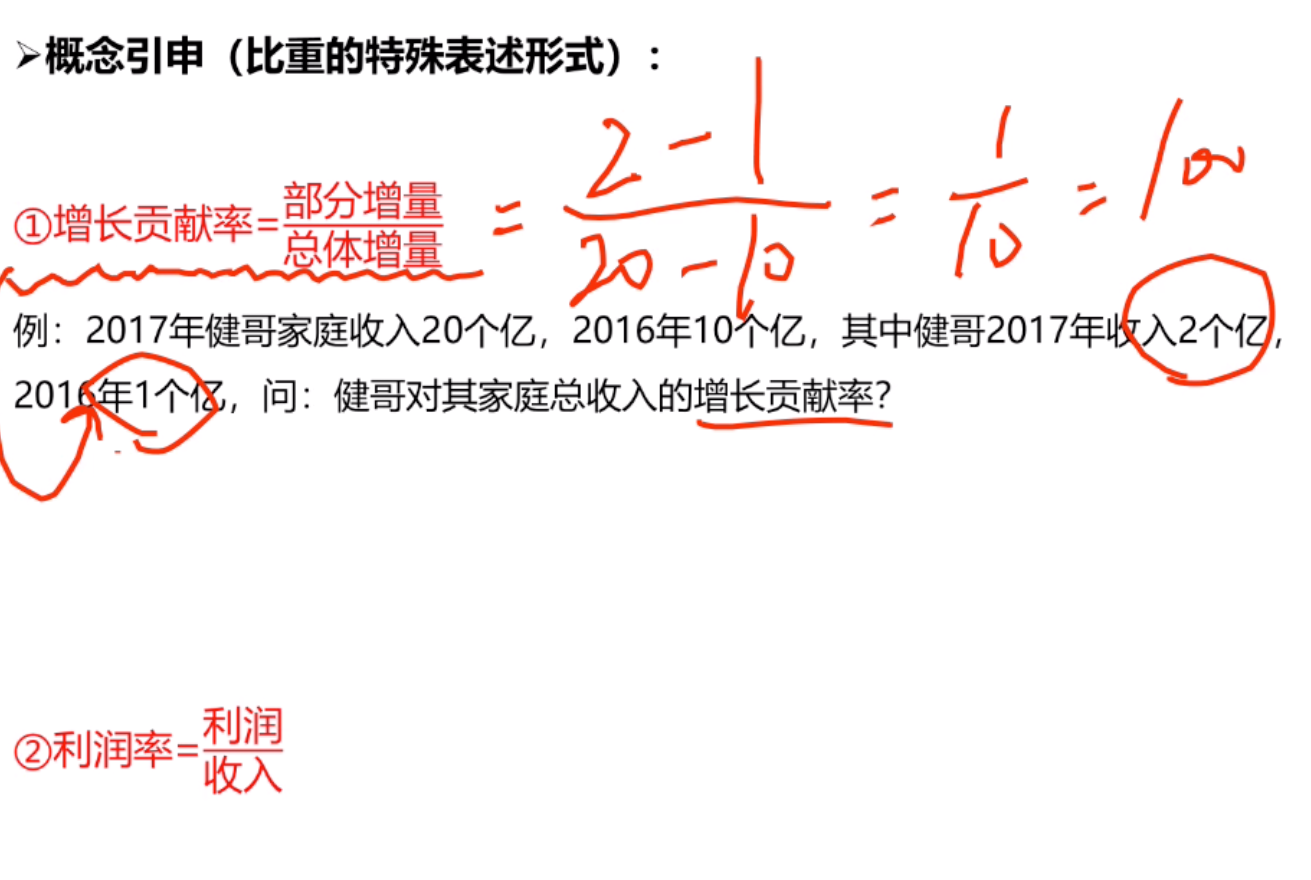 ➢概念引申（比重的特殊表述形式）：
①增长贡献率=部分增量/总体增量 = (2-1)/(20-10) = 1/10 =
例：2017年健哥家庭收入20个亿，2016年10个亿，其中健哥2017年收入2个亿，
2016年1个亿，问：健哥对其家庭总收入的增长贡献率？
②利润率=利润/收入